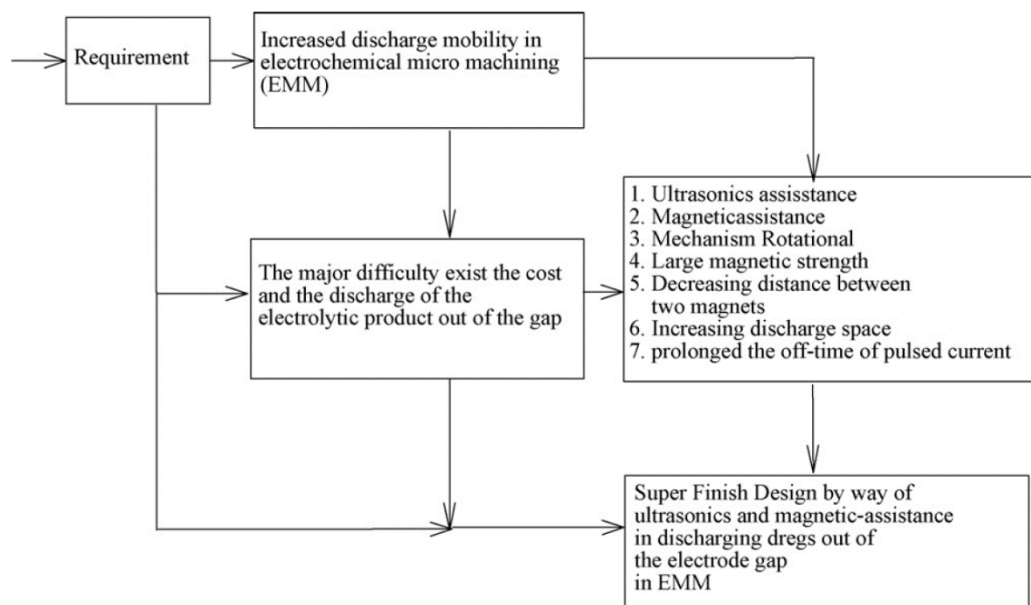 Requirement
Increased discharge mobility in
electrochemical micro machining
(EMM)
1. Ultrasonics assisstance
2. Magneticassistance
3. Mechanism Rotational
4. Large magnetic strength
5. Decreasing distance between
two magnets
6. Increasing discharge space
7. prolonged the off-time of pulsed current
The major difficulty exist the cost
and the discharge of the
electrolytic product out of the gap
Super Finish Design by way of
ultrasonics and magnetic-assistance
in discharging dregs out of
the electrode gap
in EMM